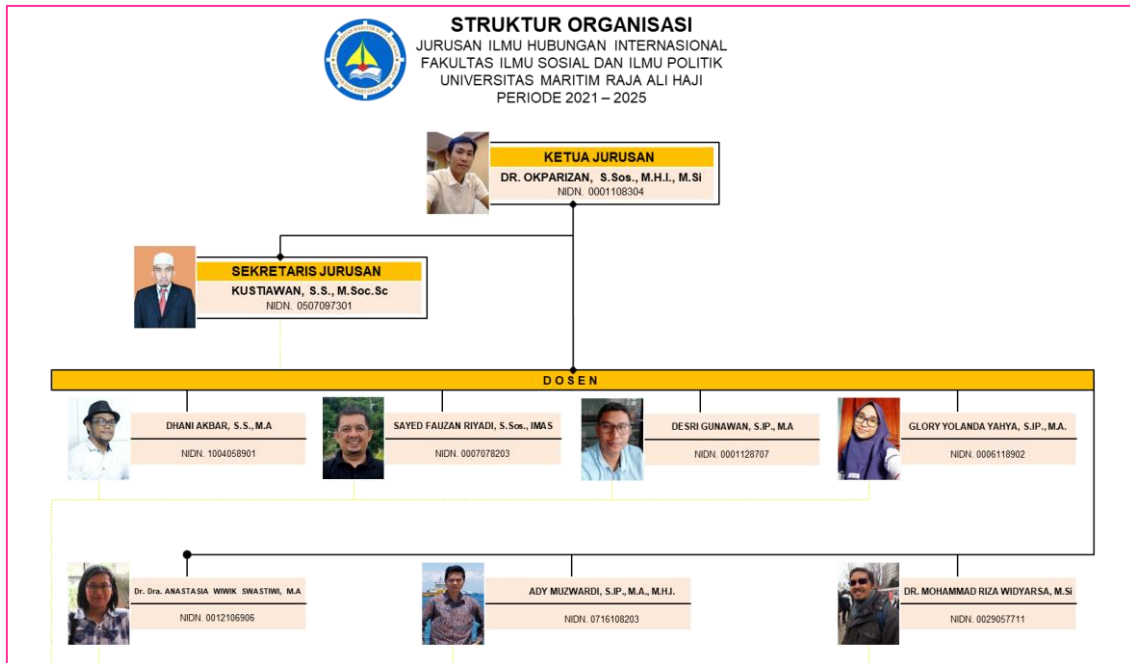 STRUKTUR ORGANISASI
JURUSAN ILMU HUBUNGAN INTERNASIONAL
FAKULTAS ILMU SOSIAL DAN ILMU POLITIK
UNIVERSITAS MARITIM RAJA ALI HAJI
PERIODE 2021 – 2025
KETUA JURUSAN
DR. OKPARIZAN, S.Sos., M.H.I., M.Si
NIDN. 0001108304
SEKRETARIS JURUSAN
KUSTIAWAN, S.S., M.Soc.Sc
NIDN. 0507097301
D O S E N
DHANI AKBAR, S.S., M.A
NIDN. 1004058901
SAYED FAUZAN RIYADI, S.Sos., IMAS
NIDN. 0007078203
DESRI GUNAWAN, S.IP., M.A
NIDN. 0001128707
GLORY YOLANDA YAHYA, S.IP., M.A.
NIDN. 0006118902
Dr. Dra. ANASTASIA WIWIK SWASTIWI, M.A
NIDN. 0012106906
ADY MUZWARDI, S.IP., M.A., M.H.I.
NIDN. 0716108203
DR. MOHAMMAD RIZA WIDYARSA, M.Si
NIDN. 0029057711